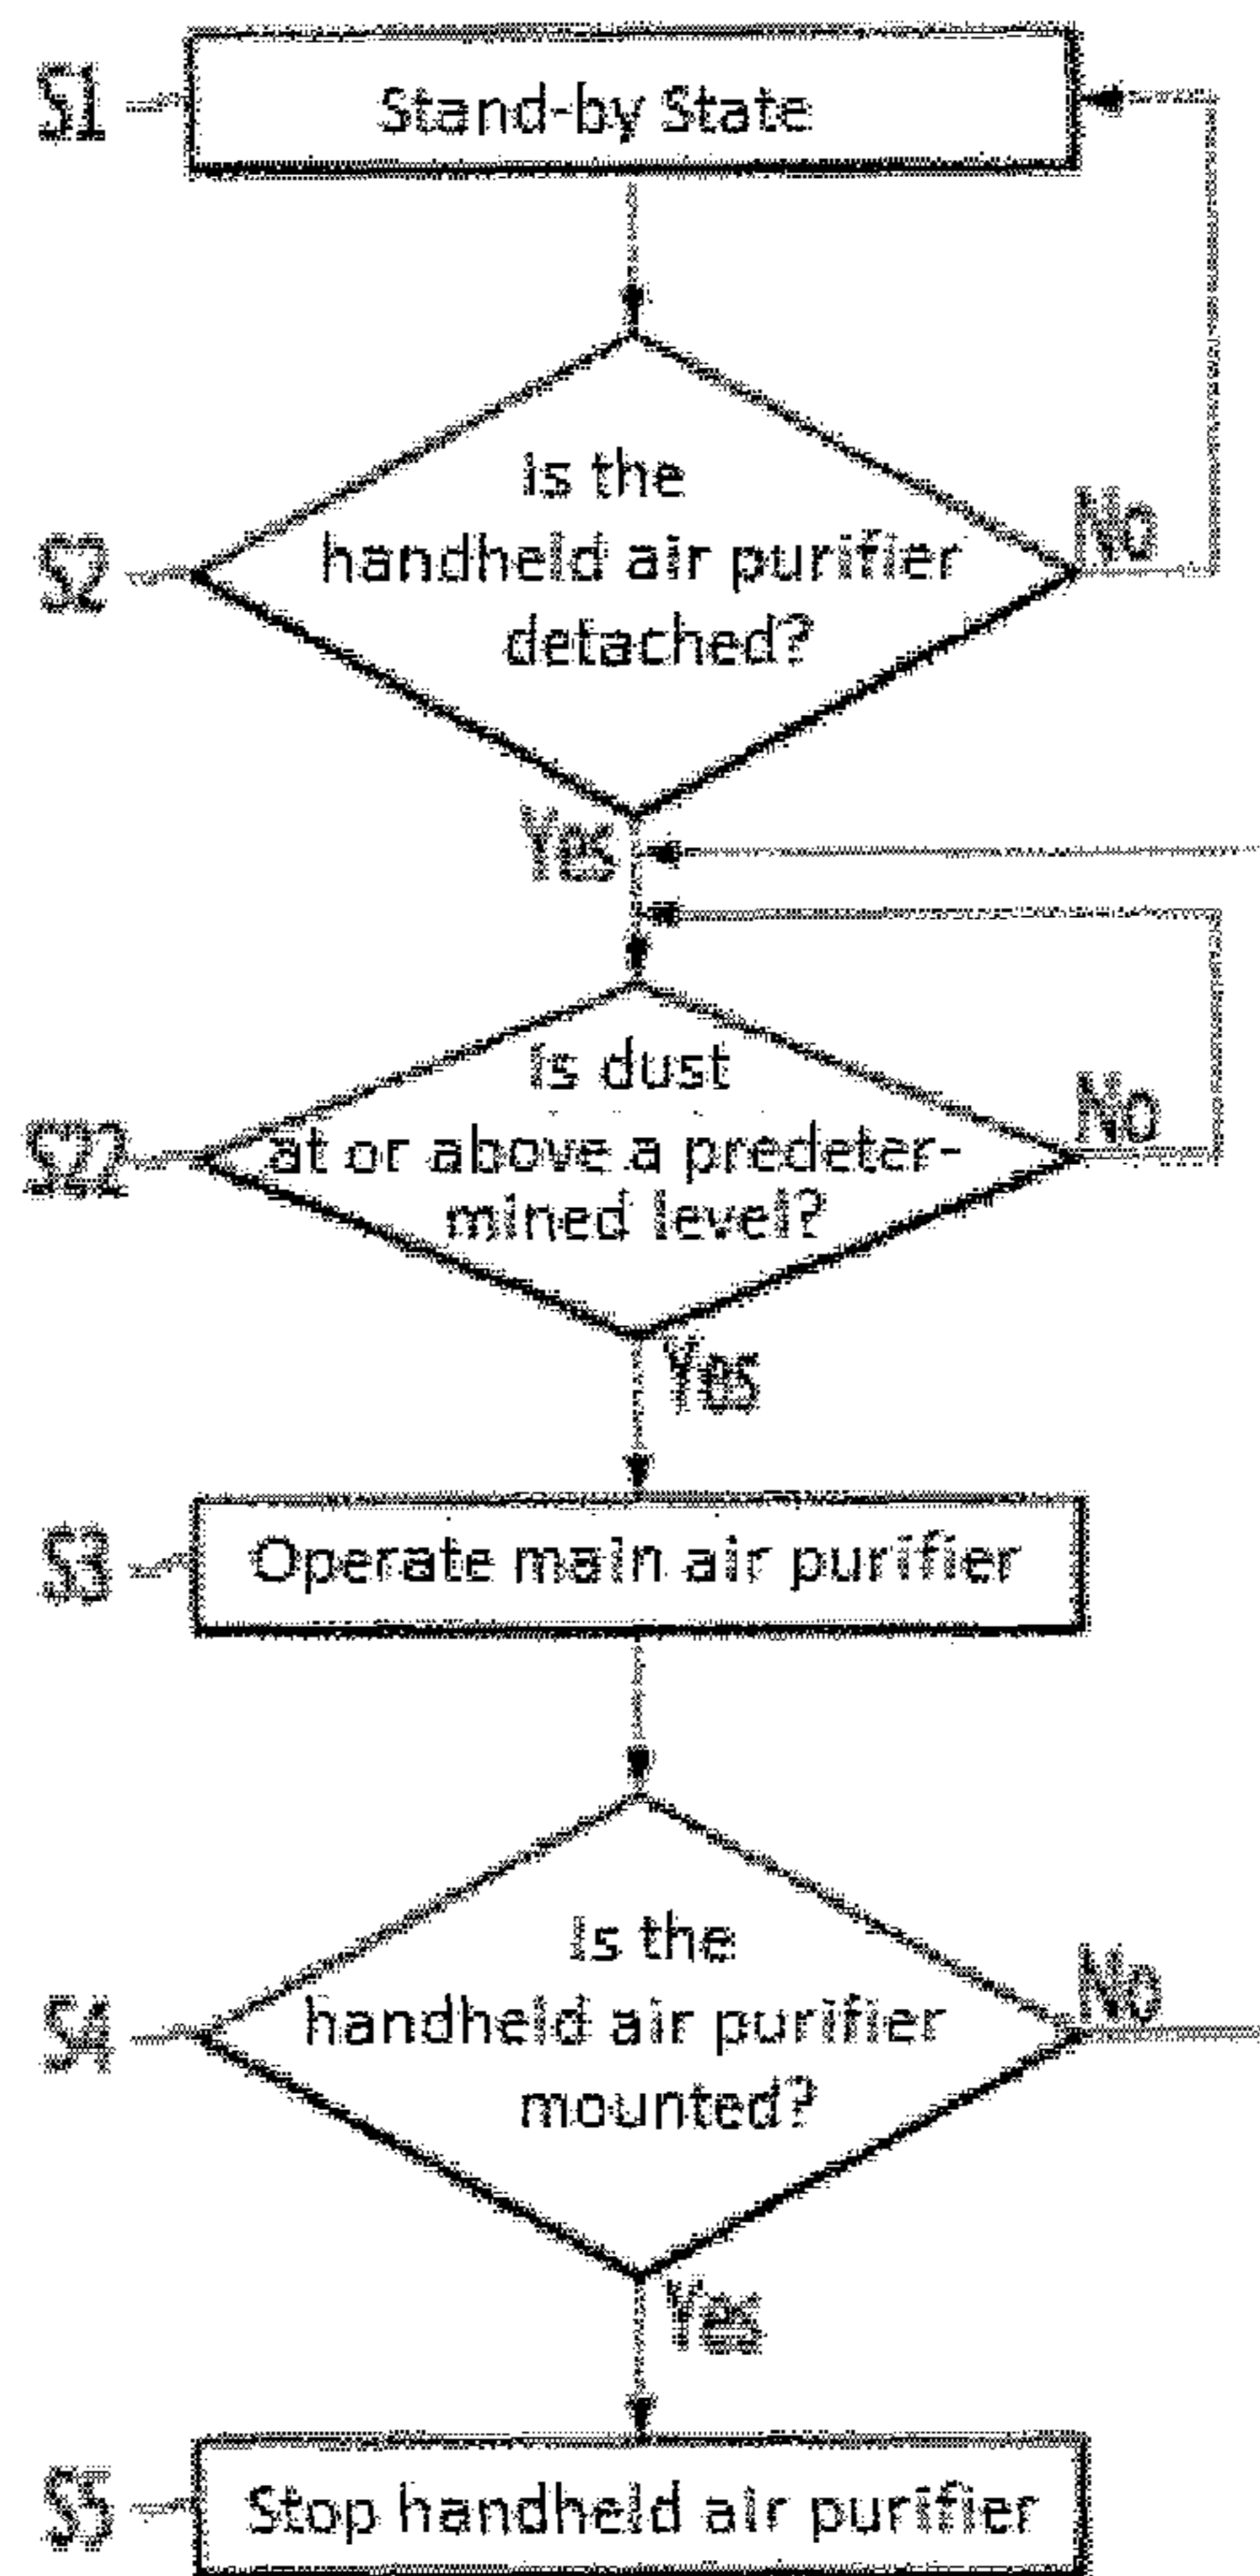 S1
Stand-by State
Is the
handheld air purifier
detached?
S2
No
Yes
Is dust
at or above a predeter-
mined level?
No
Yes
S3
Operate main air purifier
Is the
handheld air purifier
mounted?
S4
No
Yes
S5
Stop handheld air purifier